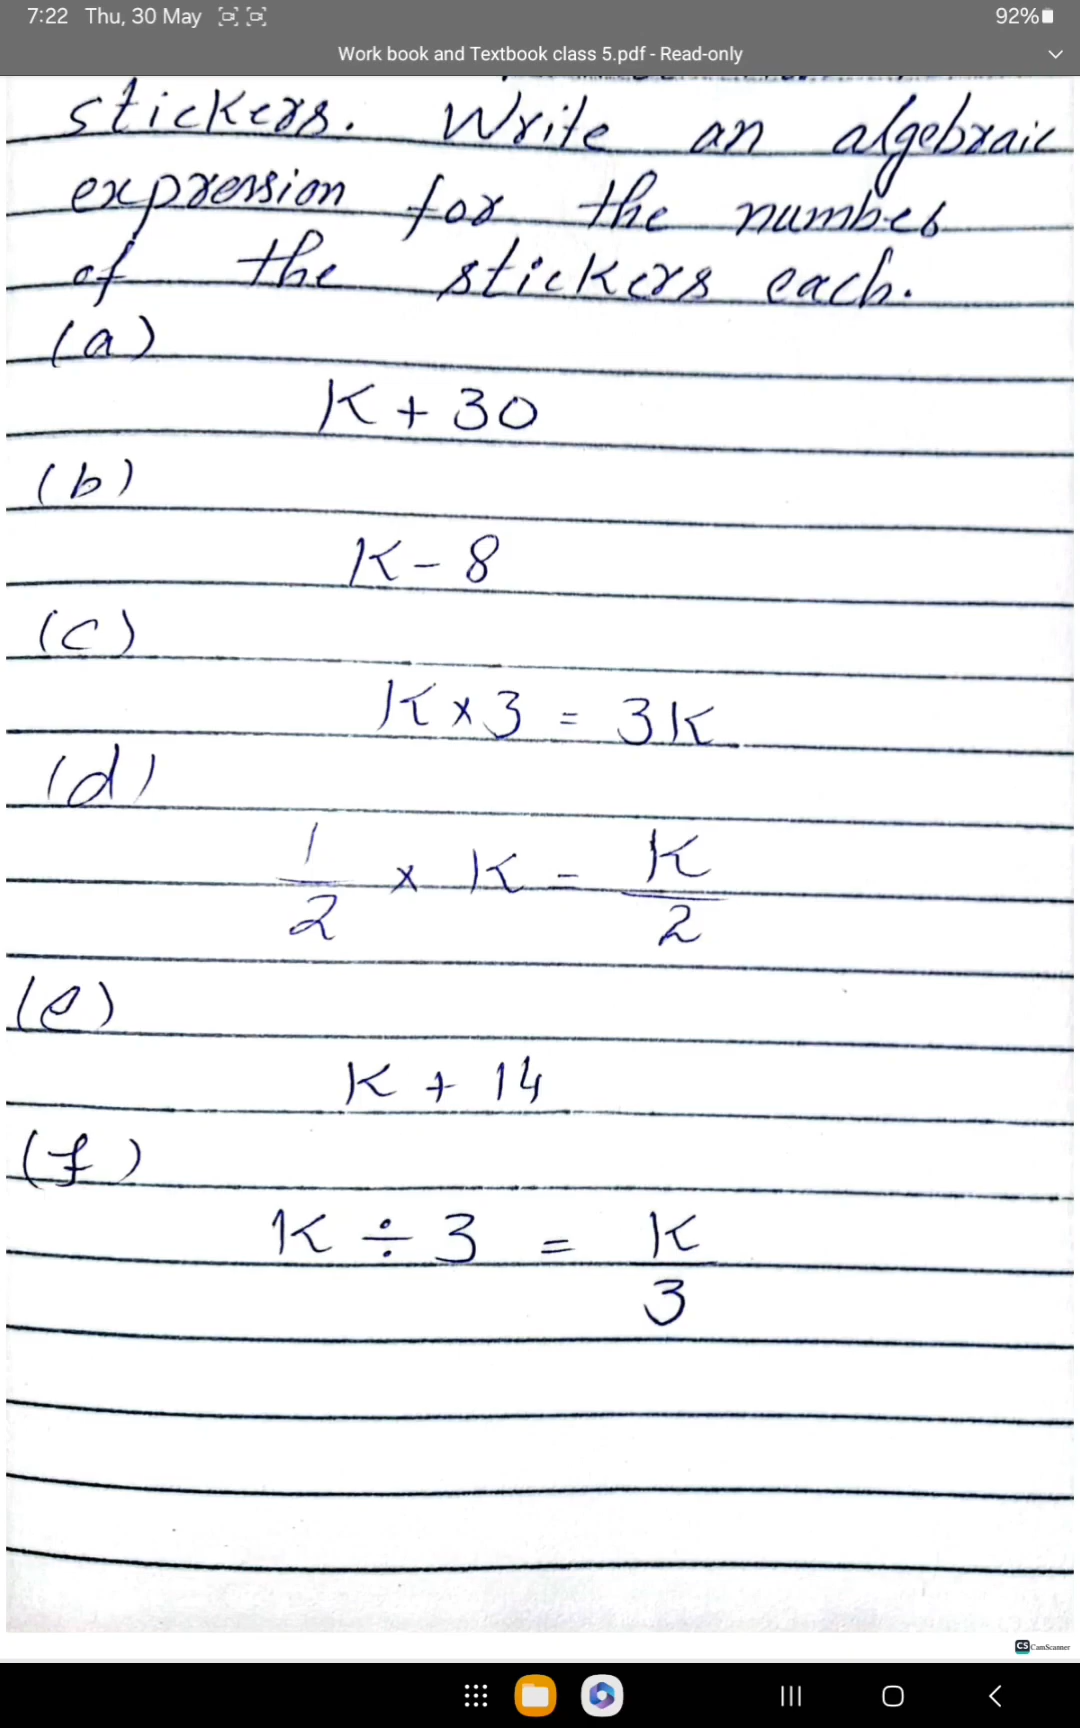 7:22 Thu, 30 May
92%
Work book and Textbook class 5.pdf - Read-only
stickers. Write an algebraic
expression for the number
of the stickers each.
(a)
K + 30
(b)
K - 8
(c)
K × 3 = 3K
(d)
1/2 × K = K/2
(e)
K + 14
(f)
K ÷ 3 = K/3
CS CamScanner